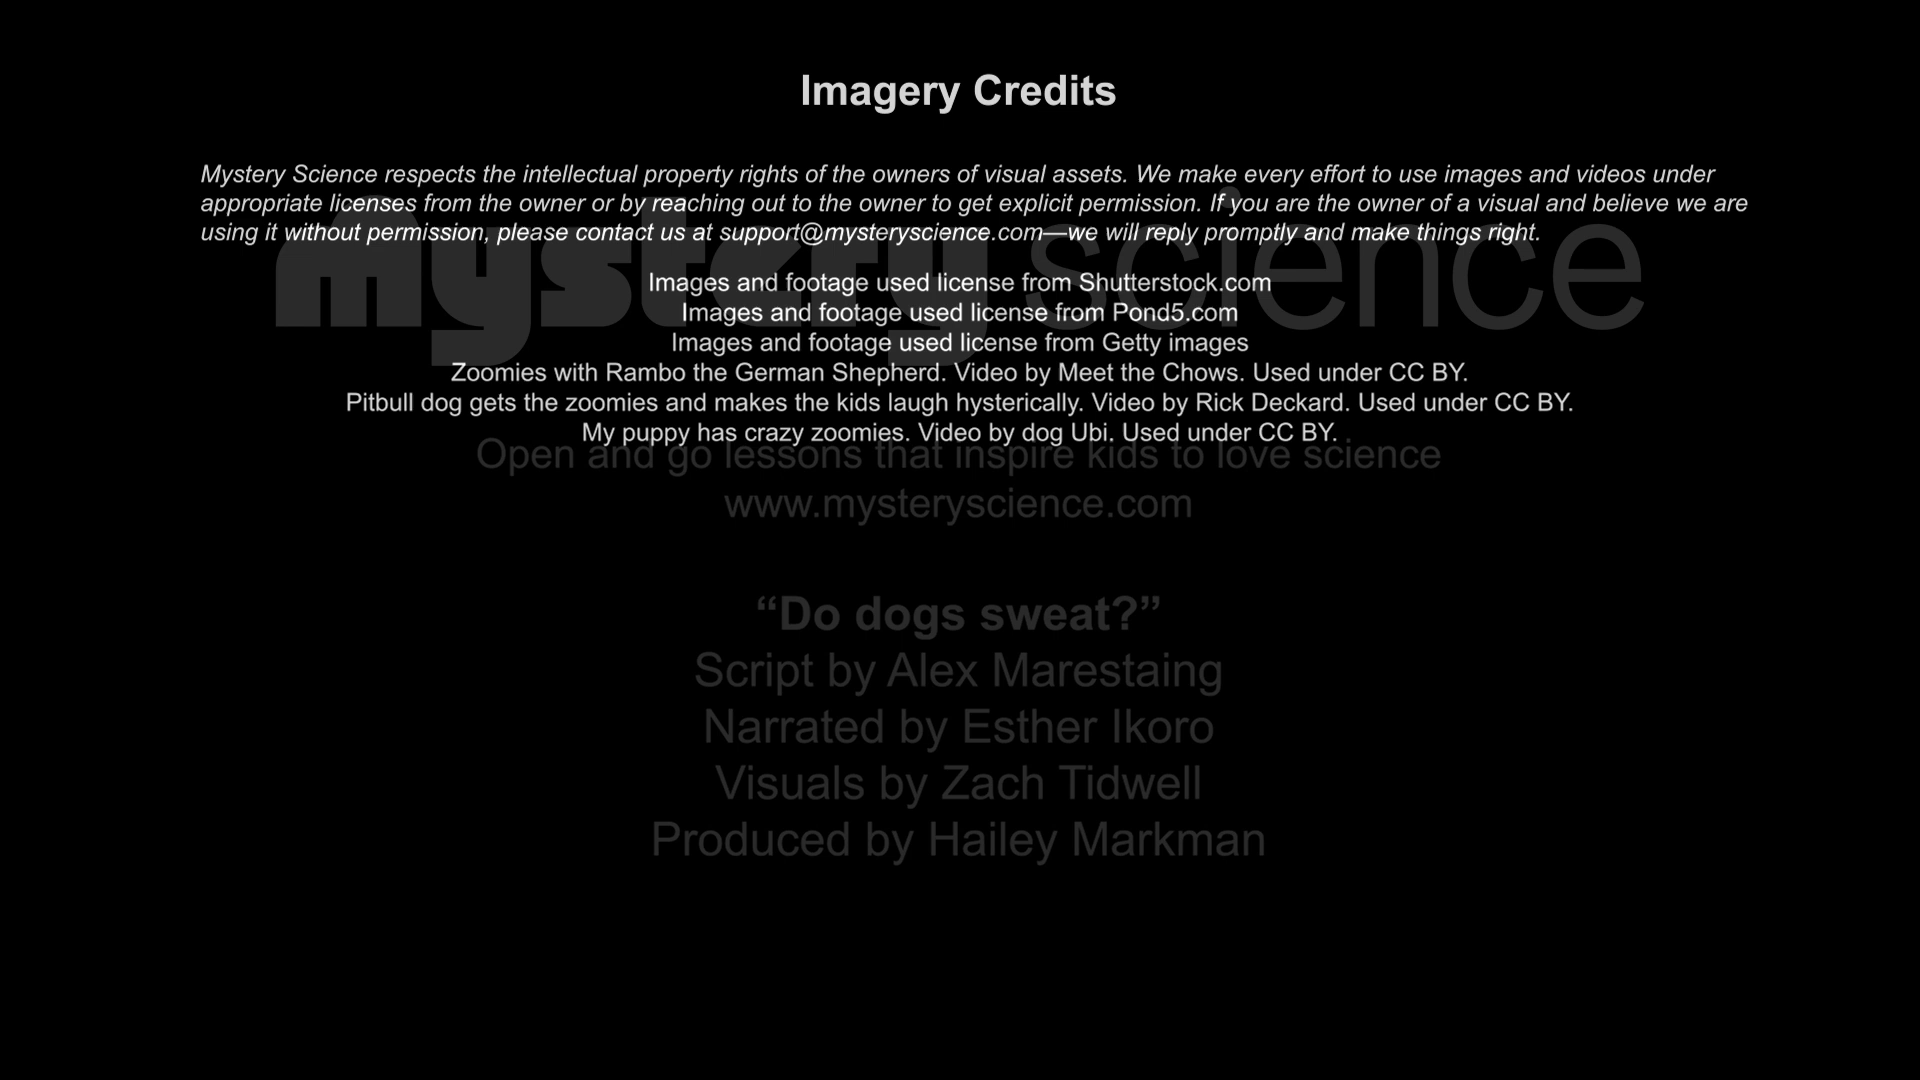 Imagery Credits
Mystery Science respects the intellectual property rights of the owners of visual assets. We make every effort to use images and videos under
appropriate licenses from the owner or by reaching out to the owner to get explicit permission. If you are the owner of a visual and believe we are
using it without permission, please contact us at support@mysteryscience.com—we will reply promptly and make things right.
mystery science
Images and footage used license from Shutterstock.com
Images and footage used license from Pond5.com
Images and footage used license from Getty images
Zoomies with Rambo the German Shepherd. Video by Meet the Chows. Used under CC BY.
Pitbull dog gets the zoomies and makes the kids laugh hysterically. Video by Rick Deckard. Used under CC BY.
My puppy has crazy zoomies. Video by dog Ubi. Used under CC BY.
Open and go lessons that inspire kids to love science
www.mysteryscience.com
“Do dogs sweat?”
Script by Alex Marestaing
Narrated by Esther Ikoro
Visuals by Zach Tidwell
Produced by Hailey Markman